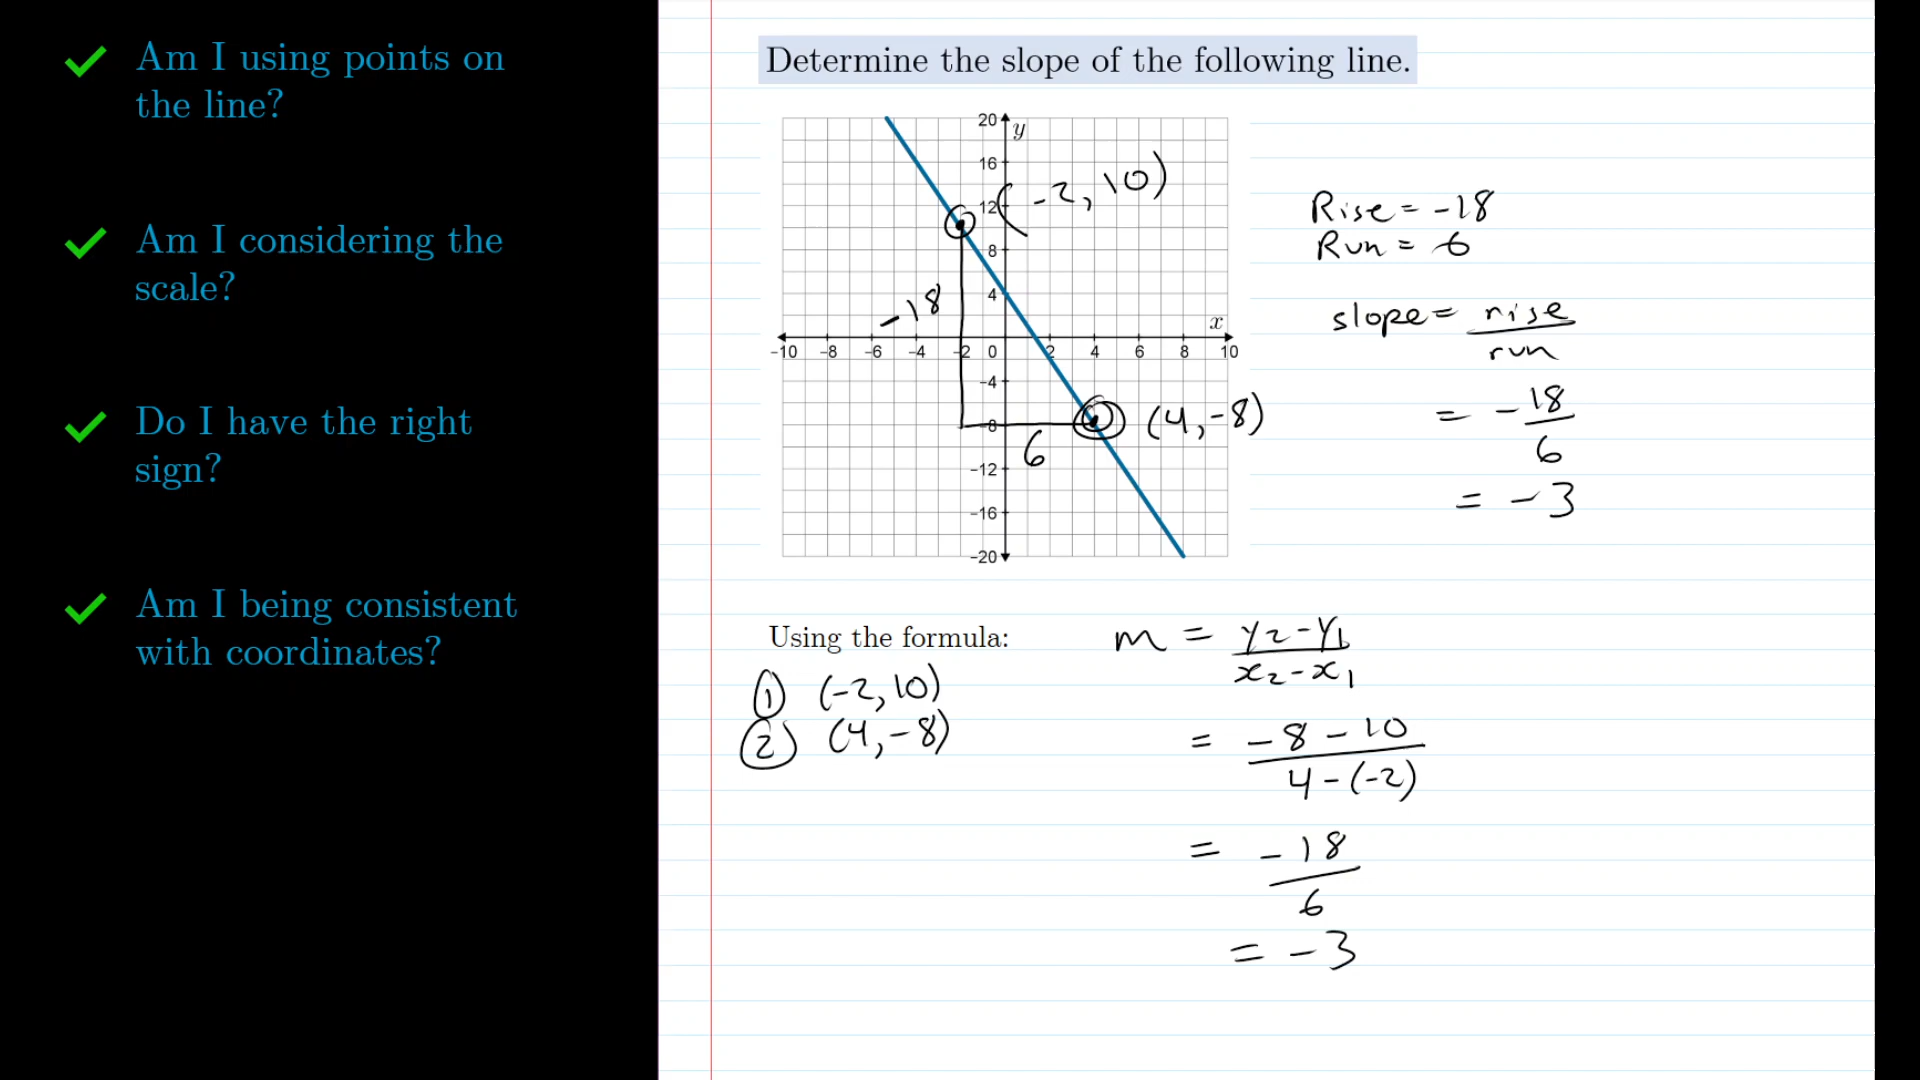 Am I using points on
the line?
Am I considering the
scale?
Do I have the right
sign?
Am I being consistent
with coordinates?
Determine the slope of the following line.
20
y
16
(-2, 10)
12
8
4
-18
x
-10 -8 -6 -4 -2 0 2 4 6 8 10
-4
-8
(4, -8)
6
-12
-16
-20
Rise = -18
Run = 6
slope = rise
run
= -18
6
= -3
Using the formula:
1 (-2, 10)
2 (4, -8)
m = y2 - y1
x2 - x1
= -8 - 10
4 - (-2)
= -18
6
= -3